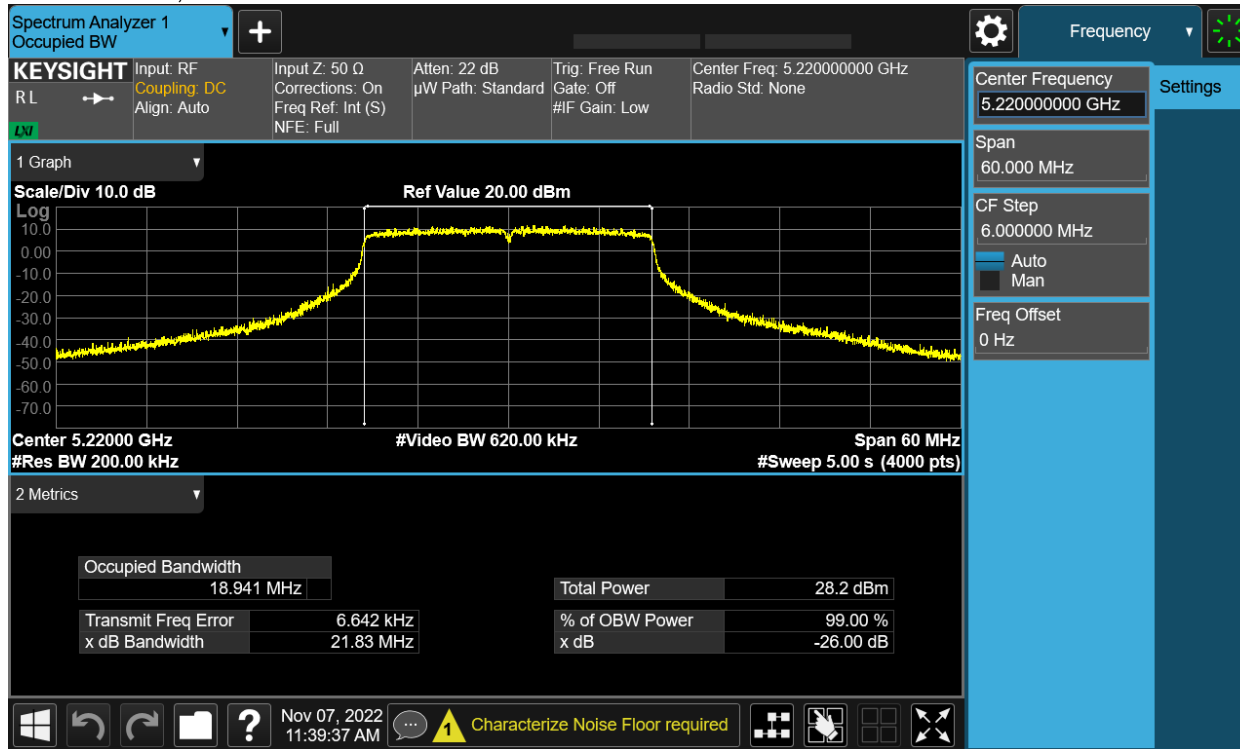 Spectrum Analyzer 1
Occupied BW
+
Frequency
KEYSIGHT
R L
LXI
Input: RF
Coupling: DC
Align: Auto
Input Z: 50 Ω
Corrections: On
Freq Ref: Int (S)
NFE: Full
Atten: 22 dB
µW Path: Standard
Trig: Free Run
Gate: Off
#IF Gain: Low
Center Freq: 5.220000000 GHz
Radio Std: None
Center Frequency
5.220000000 GHz
Settings
Span
60.000 MHz
CF Step
6.000000 MHz
Auto
Man
Freq Offset
0 Hz
1 Graph
Scale/Div 10.0 dB
Ref Value 20.00 dBm
Log
10.0
0.00
-10.0
-20.0
-30.0
-40.0
-50.0
-60.0
-70.0
Center 5.22000 GHz
#Video BW 620.00 kHz
Span 60 MHz
#Res BW 200.00 kHz
#Sweep 5.00 s (4000 pts)
2 Metrics
Occupied Bandwidth
18.941 MHz
Total Power 28.2 dBm
Transmit Freq Error 6.642 kHz
% of OBW Power 99.00 %
x dB Bandwidth 21.83 MHz
x dB -26.00 dB
?
Nov 07, 2022
11:39:37 AM
1
Characterize Noise Floor required